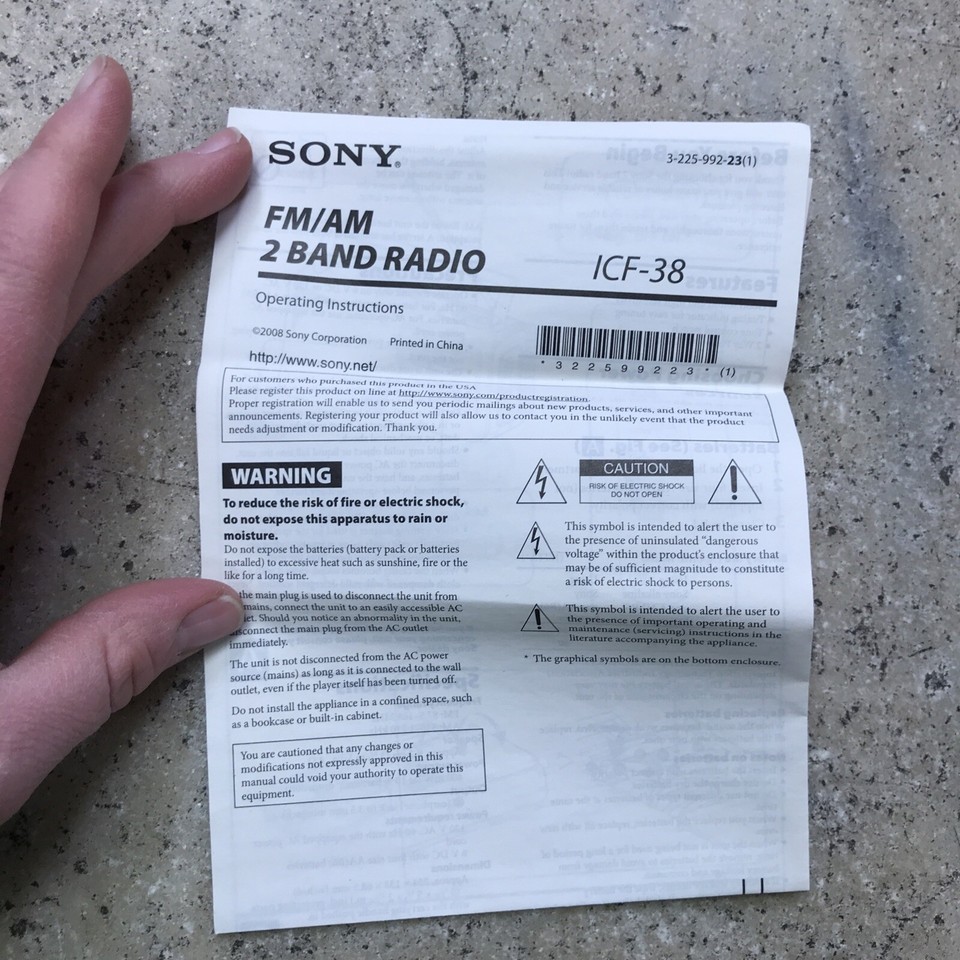 SONY®
3-225-992-23(1)
FM/AM
2 BAND RADIO
ICF-38
Operating Instructions
©2008 Sony Corporation Printed in China
http://www.sony.net/
* 3 2 2 5 9 9 2 2 3 * (1)
For customers who purchased this product in the USA
Please register this product on line at http://www.sony.com/productregistration.
Proper registration will enable us to send you periodic mailings about new products, services, and other important
announcements. Registering your product will also allow us to contact you in the unlikely event that the product
needs adjustment or modification. Thank you.
WARNING
To reduce the risk of fire or electric shock,
do not expose this apparatus to rain or
moisture.
Do not expose the batteries (battery pack or batteries
installed) to excessive heat such as sunshine, fire or the
like for a long time.
the main plug is used to disconnect the unit from
mains, connect the unit to an easily accessible AC
Should you notice an abnormality in the unit,
disconnect the main plug from the AC outlet
immediately.
The unit is not disconnected from the AC power
source (mains) as long as it is connected to the wall
outlet, even if the player itself has been turned off.
Do not install the appliance in a confined space, such
as a bookcase or built-in cabinet.
You are cautioned that any changes or
modifications not expressly approved in this
manual could void your authority to operate this
equipment.
CAUTION
RISK OF ELECTRIC SHOCK
DO NOT OPEN
This symbol is intended to alert the user to
the presence of uninsulated “dangerous
voltage” within the product's enclosure that
may be of sufficient magnitude to constitute
a risk of electric shock to persons.
This symbol is intended to alert the user to
the presence of important operating and
maintenance (servicing) instructions in the
literature accompanying the appliance.
* The graphical symbols are on the bottom enclosure.